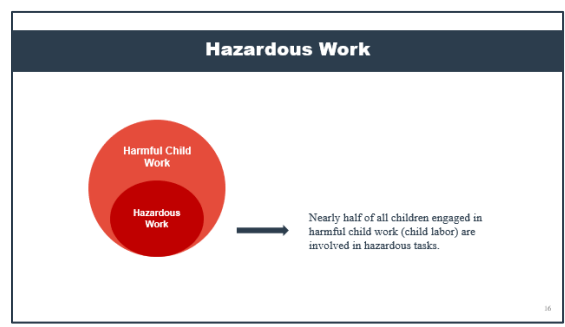 Hazardous Work
Harmful Child
Work
Hazardous
Work
Nearly half of all children engaged in
harmful child work (child labor) are
involved in hazardous tasks.
16